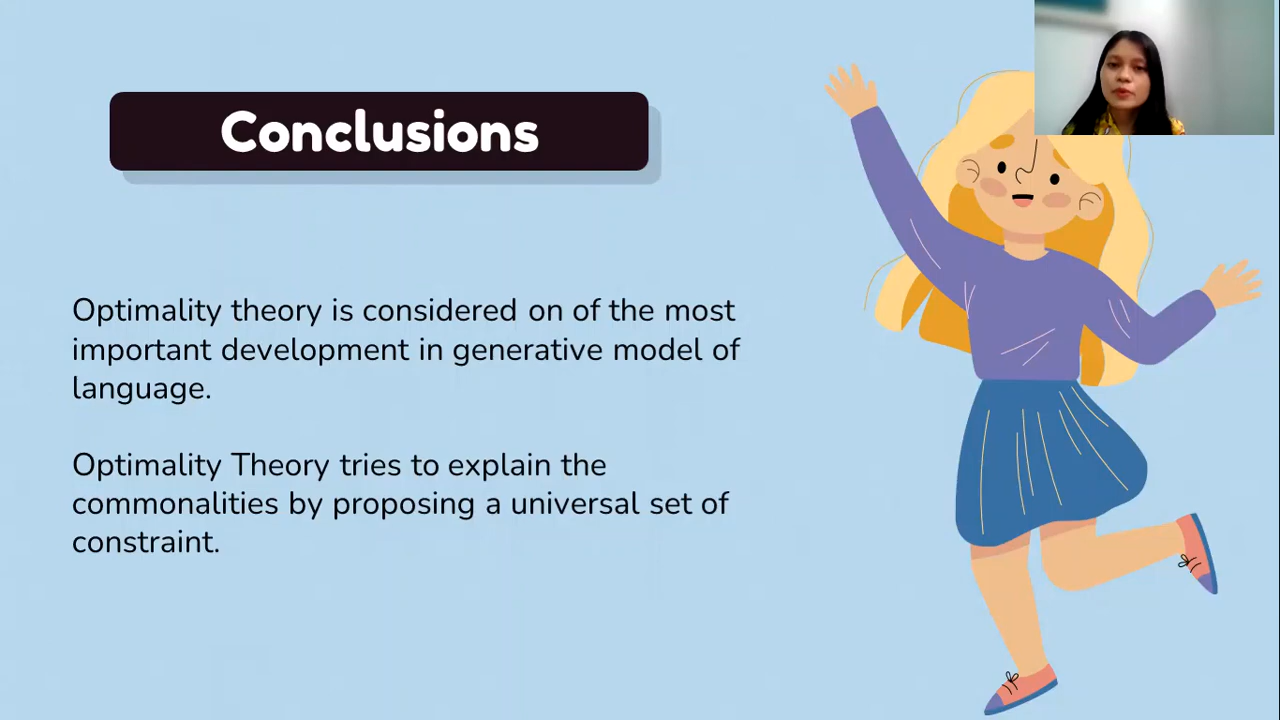 Conclusions
Optimality theory is considered on of the most
important development in generative model of
language.
Optimality Theory tries to explain the
commonalities by proposing a universal set of
constraint.